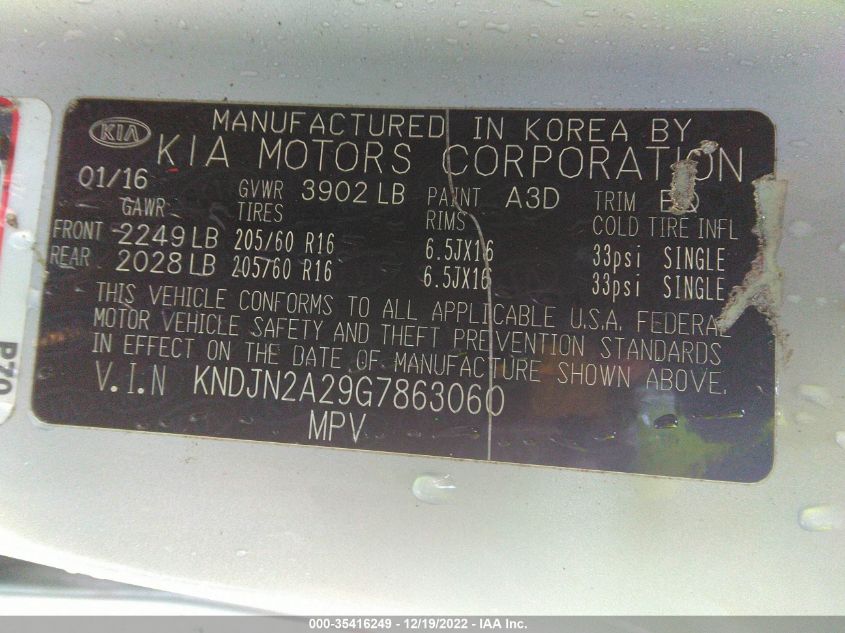 KIA
MANUFACTURED IN KOREA BY
KIA MOTORS CORPORATION
01/16 GVWR 3902 LB PAINT A3D TRIM
GAWR TIRES RIMS COLD TIRE INFL
FRONT 2249 LB 205/60 R16 6.5JX16 33psi SINGLE
REAR 2028 LB 205/60 R16 6.5JX16 33psi SINGLE
THIS VEHICLE CONFORMS TO ALL APPLICABLE U.S.A. FEDERAL
MOTOR VEHICLE SAFETY AND THEFT PREVENTION STANDARDS
IN EFFECT ON THE DATE OF MANUFACTURE SHOWN ABOVE.
V.I.N KNDJN2A29G7863060
MPV
PZO
000-35416249 - 12/19/2022 - IAA Inc.